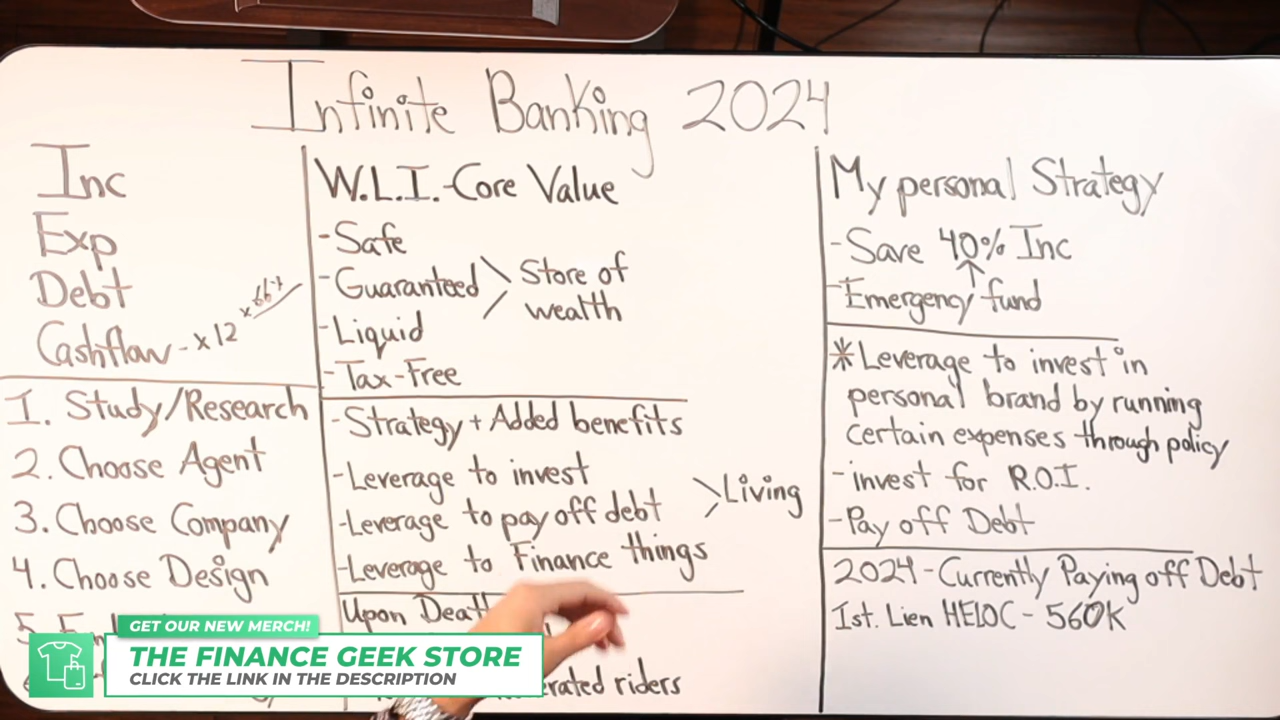 Infinite Banking 2024
Inc
Exp
Debt
Cashflow - x 12 x
1. Study/Research
2. Choose Agent
3. Choose Company
4. Choose Design
5.
W.L.I.-Core Value
-Safe
-Guaranteed
-Liquid
-Tax-Free
Store of
wealth
-Strategy + Added benefits
-Leverage to invest
-Leverage to pay off debt
-Leverage to Finance things
Living
Upon Death
riders
My personal Strategy
-Save 40% Inc
-Emergency fund
*Leverage to invest in
personal brand by running
certain expenses through policy
-invest for R.O.I.
-Pay off Debt
2024-Currently Paying off Debt
1st. Lien HELOC - 560K
GET OUR NEW MERCH!
THE FINANCE GEEK STORE
CLICK THE LINK IN THE DESCRIPTION